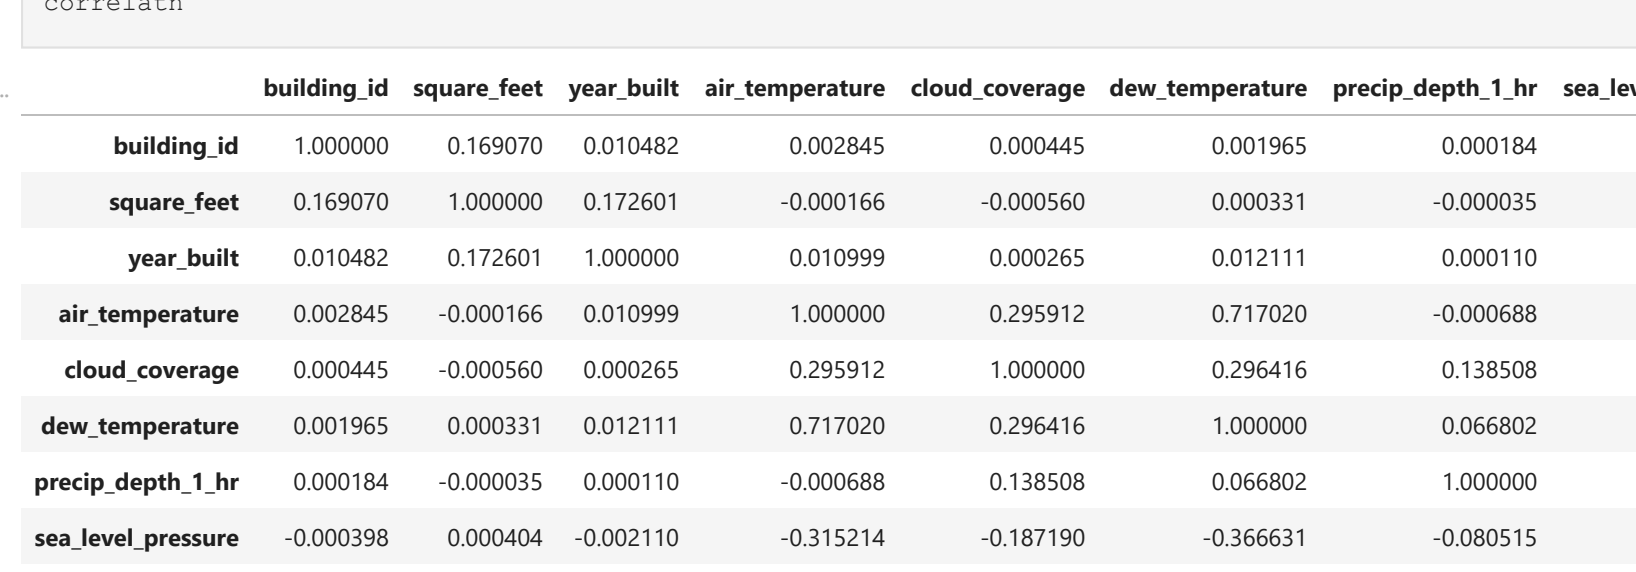 correlatn
building_id square_feet year_built air_temperature cloud_coverage dew_temperature precip_depth_1_hr sea_lev
building_id 1.000000 0.169070 0.010482 0.002845 0.000445 0.001965 0.000184
square_feet 0.169070 1.000000 0.172601 -0.000166 -0.000560 0.000331 -0.000035
year_built 0.010482 0.172601 1.000000 0.010999 0.000265 0.012111 0.000110
air_temperature 0.002845 -0.000166 0.010999 1.000000 0.295912 0.717020 -0.000688
cloud_coverage 0.000445 -0.000560 0.000265 0.295912 1.000000 0.296416 0.138508
dew_temperature 0.001965 0.000331 0.012111 0.717020 0.296416 1.000000 0.066802
precip_depth_1_hr 0.000184 -0.000035 0.000110 -0.000688 0.138508 0.066802 1.000000
sea_level_pressure -0.000398 0.000404 -0.002110 -0.315214 -0.187190 -0.366631 -0.080515